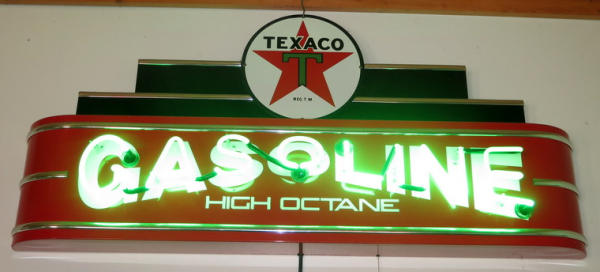 TEXACO
T
REG. T.M.
GASOLINE
HIGH OCTANE